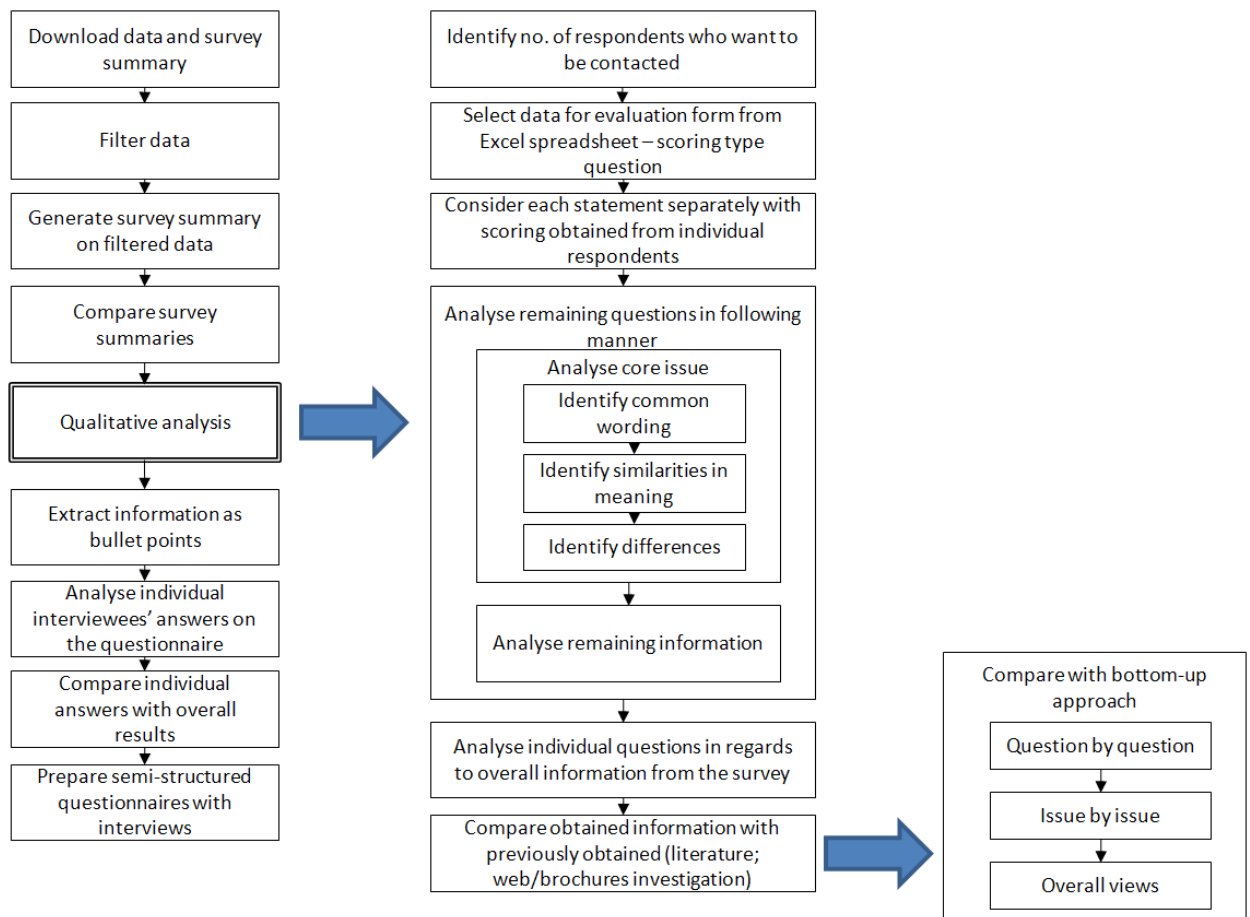 Download data and survey
summary
Filter data
Generate survey summary
on filtered data
Compare survey
summaries
Qualitative analysis
Extract information as
bullet points
Analyse individual
interviewees’ answers on
the questionnaire
Compare individual
answers with overall
results
Prepare semi-structured
questionnaires with
interviews
Identify no. of respondents who want to
be contacted
Select data for evaluation form from
Excel spreadsheet – scoring type
question
Consider each statement separately with
scoring obtained from individual
respondents
Analyse remaining questions in following
manner
Analyse core issue
Identify common
wording
Identify similarities in
meaning
Identify differences
Analyse remaining information
Analyse individual questions in regards
to overall information from the survey
Compare obtained information with
previously obtained (literature;
web/brochures investigation)
Compare with bottom-up
approach
Question by question
Issue by issue
Overall views